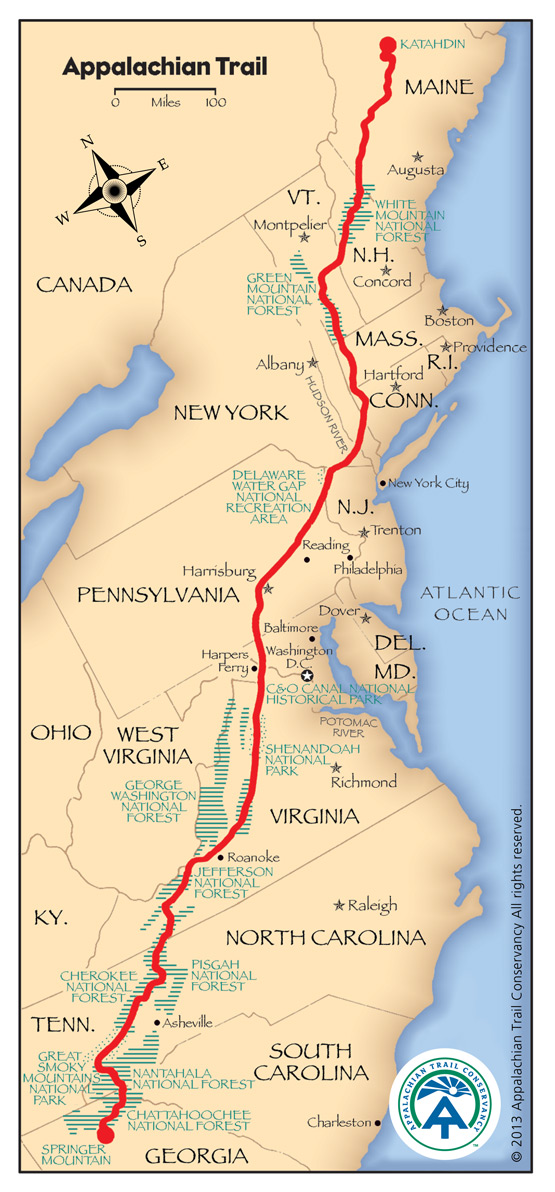 KATAHDIN
Appalachian Trail
MAINE
0 Miles 100
N
E
W
S
Augusta
VT.
WHITE
MOUNTAIN
NATIONAL
FOREST
Montpelier
N.H.
CANADA
GREEN
MOUNTAIN
NATIONAL
FOREST
Concord
Boston
MASS.
Providence
Albany
R.I.
Hartford
HUDSON RIVER
CONN.
NEW YORK
DELAWARE
WATER GAP
NATIONAL
RECREATION
AREA
New York City
N.J.
Trenton
Reading
Philadelphia
Harrisburg
PENNSYLVANIA
ATLANTIC
OCEAN
Dover
Baltimore
DEL.
Washington
D.C.
Harpers
Ferry
MD.
C&O CANAL NATIONAL
HISTORICAL PARK
POTOMAC
RIVER
OHIO
WEST
VIRGINIA
SHENANDOAH
NATIONAL
PARK
Richmond
GEORGE
WASHINGTON
NATIONAL
FOREST
VIRGINIA
Roanoke
JEFFERSON
NATIONAL
FOREST
KY.
Raleigh
NORTH CAROLINA
PISGAH
NATIONAL
FOREST
CHEROKEE
NATIONAL
FOREST
TENN.
Asheville
GREAT
SMOKY
MOUNTAINS
NATIONAL
PARK
SOUTH
CAROLINA
NANTAHALA
NATIONAL FOREST
CHATTAHOOCHEE
NATIONAL FOREST
Charleston
SPRINGER
MOUNTAIN
GEORGIA
APPALACHIAN TRAIL CONSERVANCY
™
© 2013 Appalachian Trail Conservancy All rights reserved.